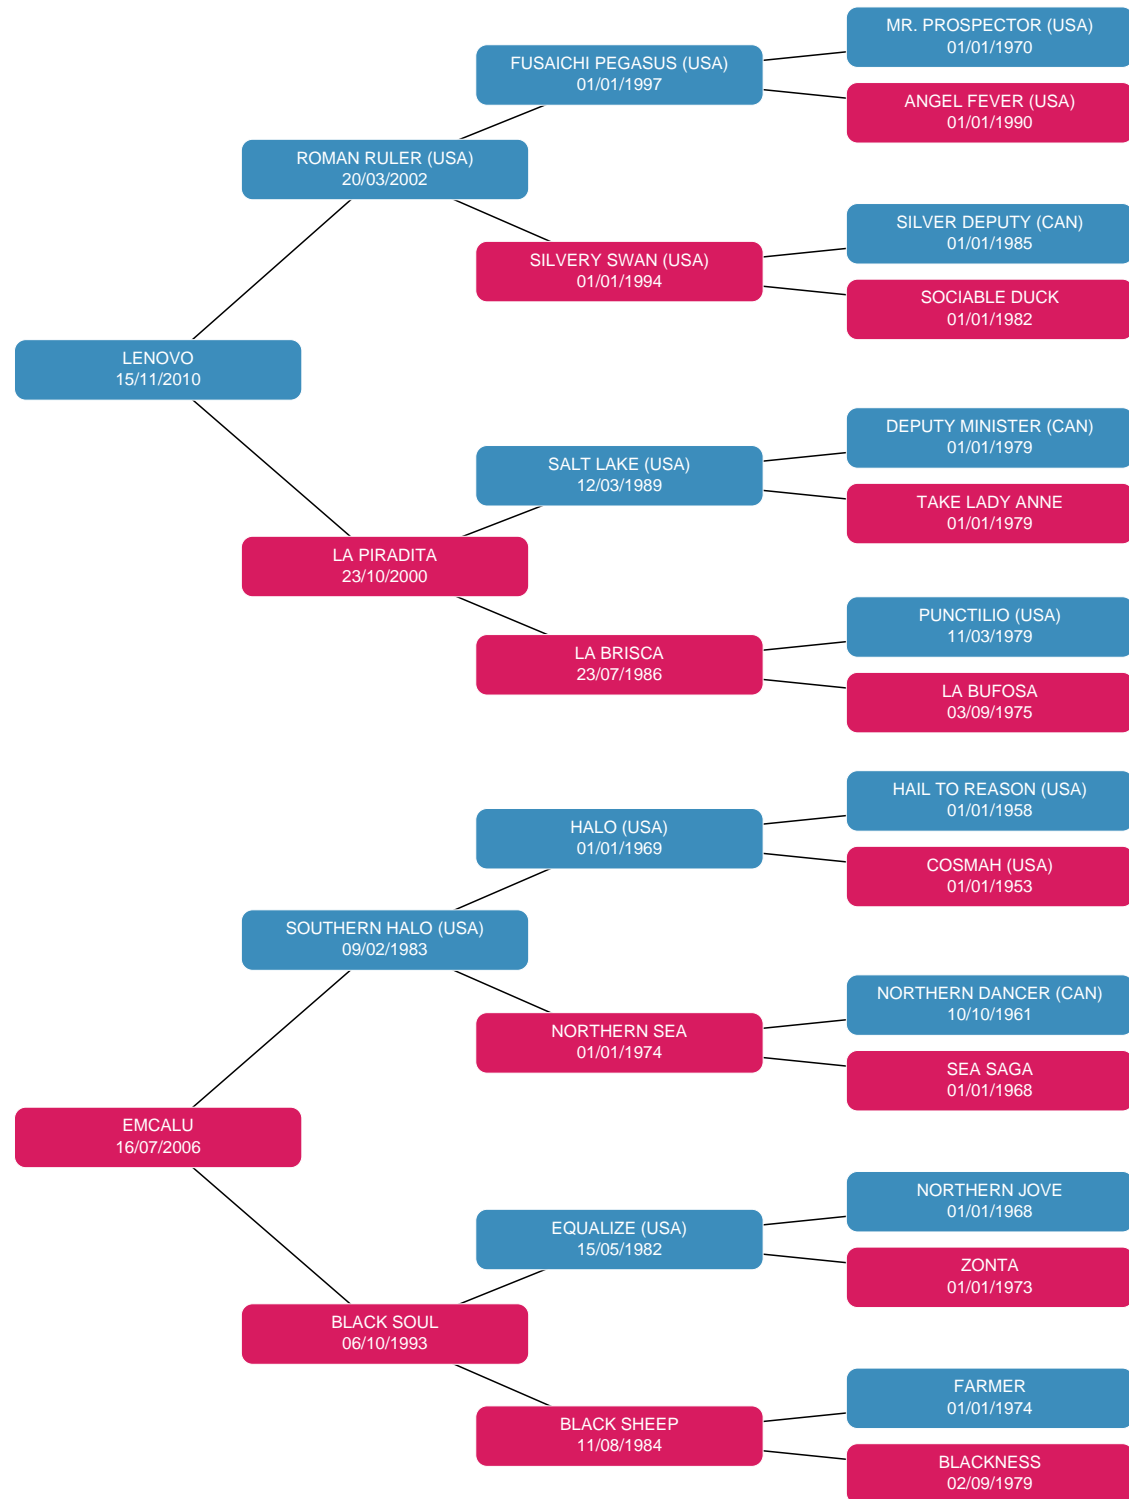 MR. PROSPECTOR (USA)
01/01/1970
FUSAICHI PEGASUS (USA)
01/01/1997
ANGEL FEVER (USA)
01/01/1990
ROMAN RULER (USA)
20/03/2002
SILVER DEPUTY (CAN)
01/01/1985
SILVERY SWAN (USA)
01/01/1994
SOCIABLE DUCK
01/01/1982
LENOVO
15/11/2010
DEPUTY MINISTER (CAN)
01/01/1979
SALT LAKE (USA)
12/03/1989
TAKE LADY ANNE
01/01/1979
LA PIRADITA
23/10/2000
PUNCTILIO (USA)
11/03/1979
LA BRISCA
23/07/1986
LA BUFOSA
03/09/1975
HAIL TO REASON (USA)
01/01/1958
HALO (USA)
01/01/1969
COSMAH (USA)
01/01/1953
SOUTHERN HALO (USA)
09/02/1983
NORTHERN DANCER (CAN)
10/10/1961
NORTHERN SEA
01/01/1974
SEA SAGA
01/01/1968
EMCALU
16/07/2006
NORTHERN JOVE
01/01/1968
EQUALIZE (USA)
15/05/1982
ZONTA
01/01/1973
BLACK SOUL
06/10/1993
FARMER
01/01/1974
BLACK SHEEP
11/08/1984
BLACKNESS
02/09/1979